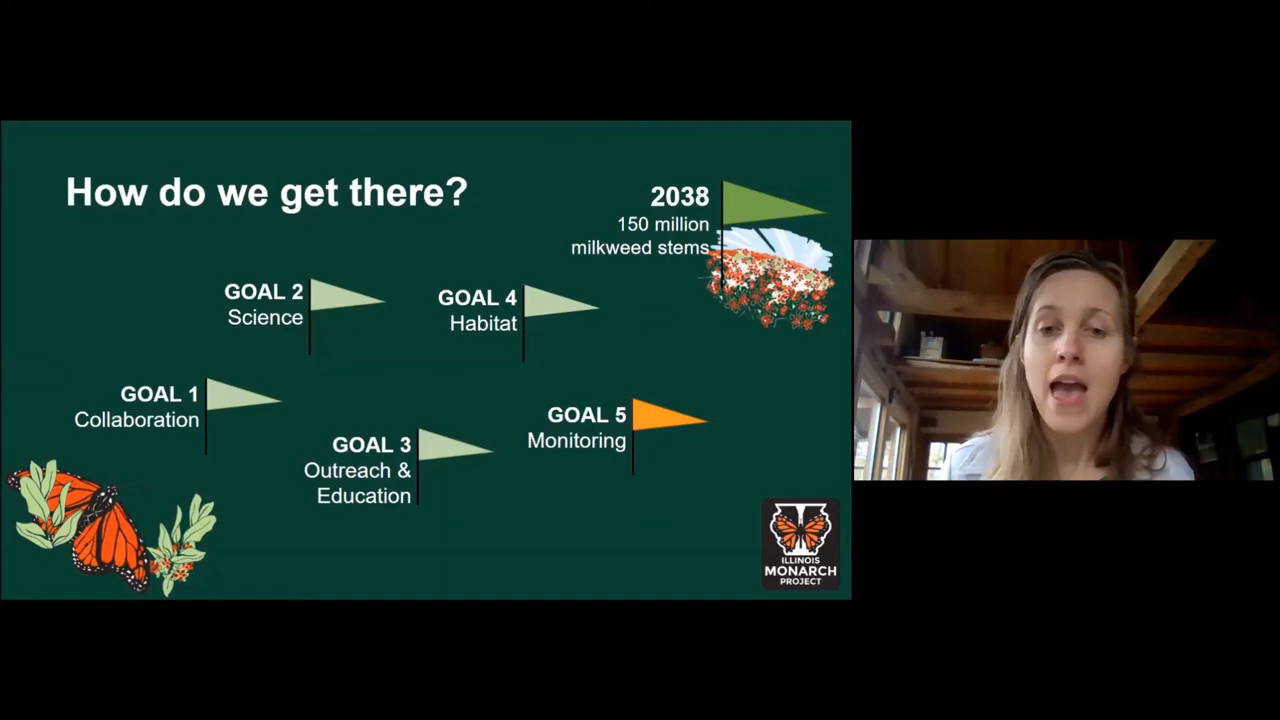 How do we get there?
2038
150 million
milkweed stems
GOAL 2
Science
GOAL 4
Habitat
GOAL 1
Collaboration
GOAL 3
Outreach &
Education
GOAL 5
Monitoring
ILLINOIS
MONARCH
PROJECT